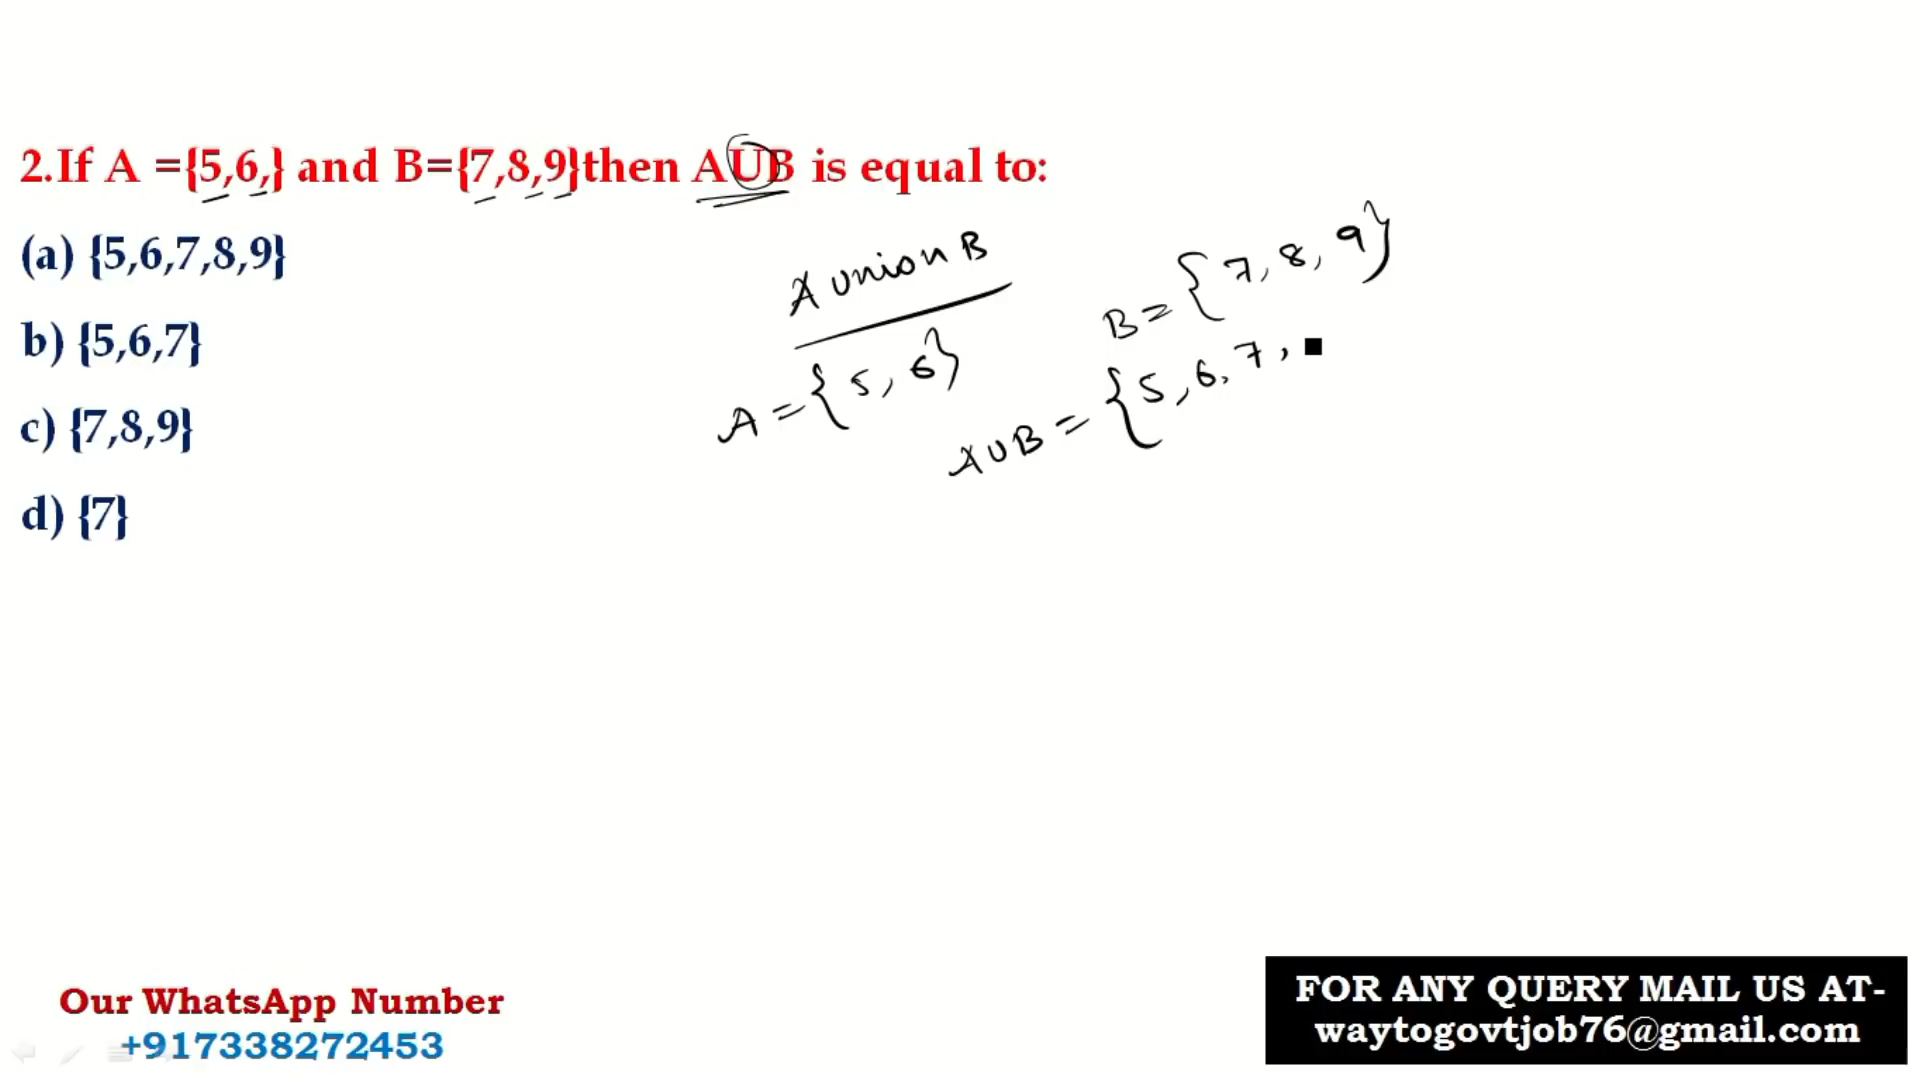 2.If A ={5,6,} and B={7,8,9}then AUB is equal to:
(a) {5,6,7,8,9}
b) {5,6,7}
c) {7,8,9}
d) {7}
A union B
A = {5, 6}
B = {7, 8, 9}
A∪B = {5, 6, 7,
Our WhatsApp Number
+917338272453
FOR ANY QUERY MAIL US AT-
waytogovtjob76@gmail.com